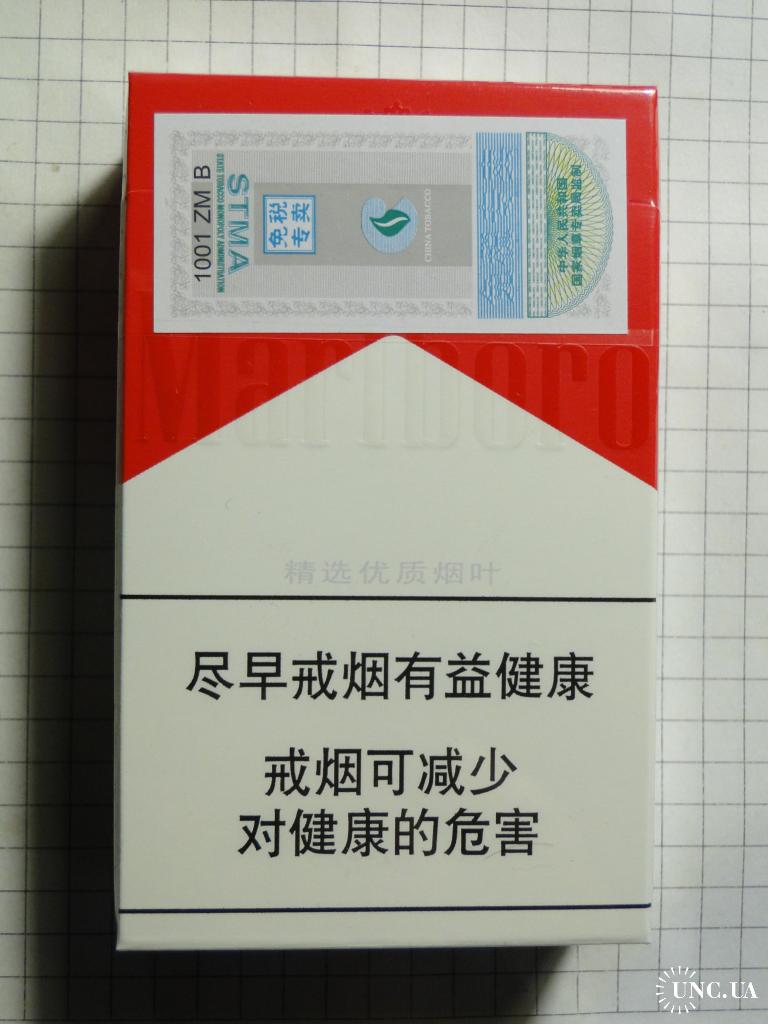 1001 ZM B
STATE TOBACCO MONOPOLY ADMINISTRATION
STMA
免税
专卖
CHINA TOBACCO
中华人民共和国
国家烟草专卖局监制
Marlboro
精选优质烟叶
尽早戒烟有益健康
戒烟可减少
对健康的危害
UNC.UA